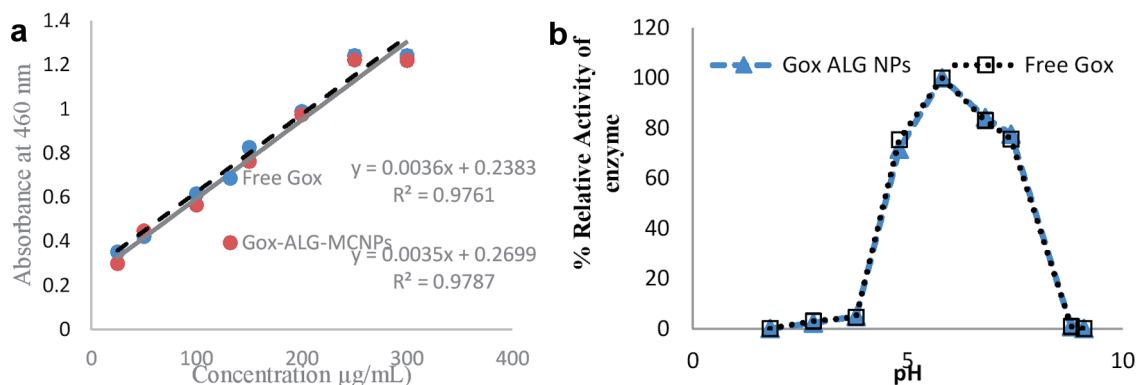 a
Absorbance at 460 nm
1.4
1.2
1
0.8
0.6
0.4
0.2
0
0
100
200
300
400
Concentration µg/mL)
Free Gox
y = 0.0036x + 0.2383
R² = 0.9761
Gox-ALG-MCNPs
y = 0.0035x + 0.2699
R² = 0.9787
b
% Relative Activity of
enzyme
120
100
80
60
40
20
0
0
5
10
pH
Gox ALG NPs
Free Gox